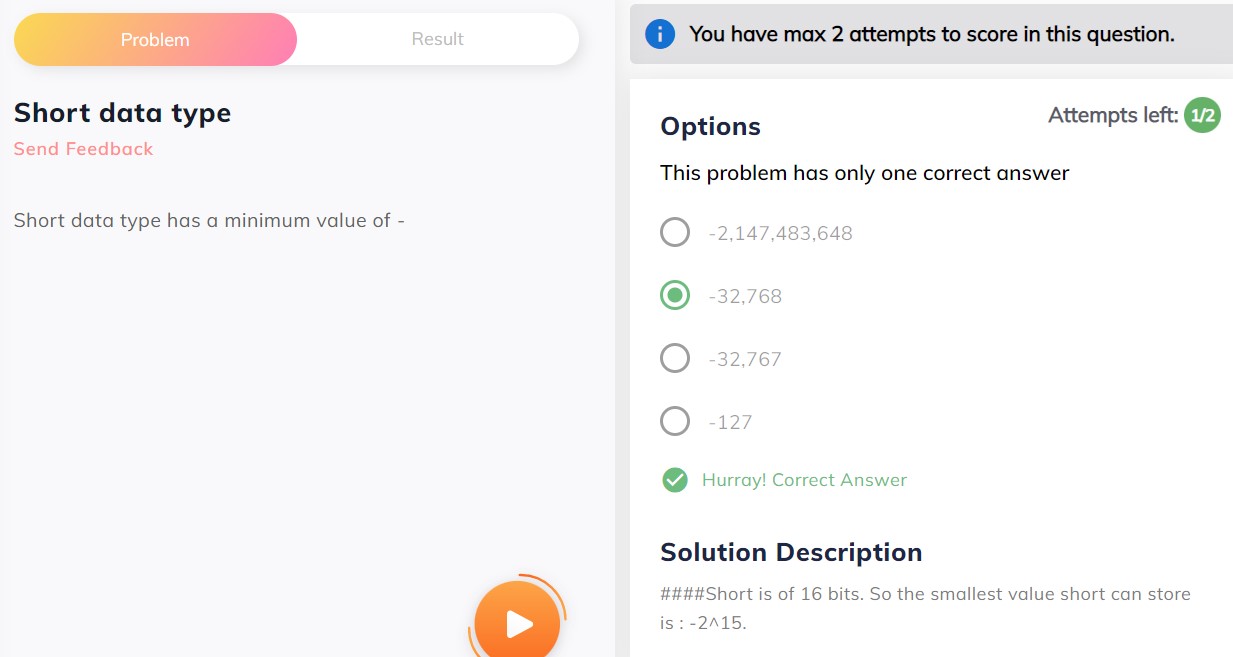 Problem
Result
Short data type
Send Feedback
Short data type has a minimum value of -
You have max 2 attempts to score in this question.
Options
Attempts left: 1/2
This problem has only one correct answer
-2,147,483,648
-32,768
-32,767
-127
Hurray! Correct Answer
Solution Description
####Short is of 16 bits. So the smallest value short can store
is : -2^15.